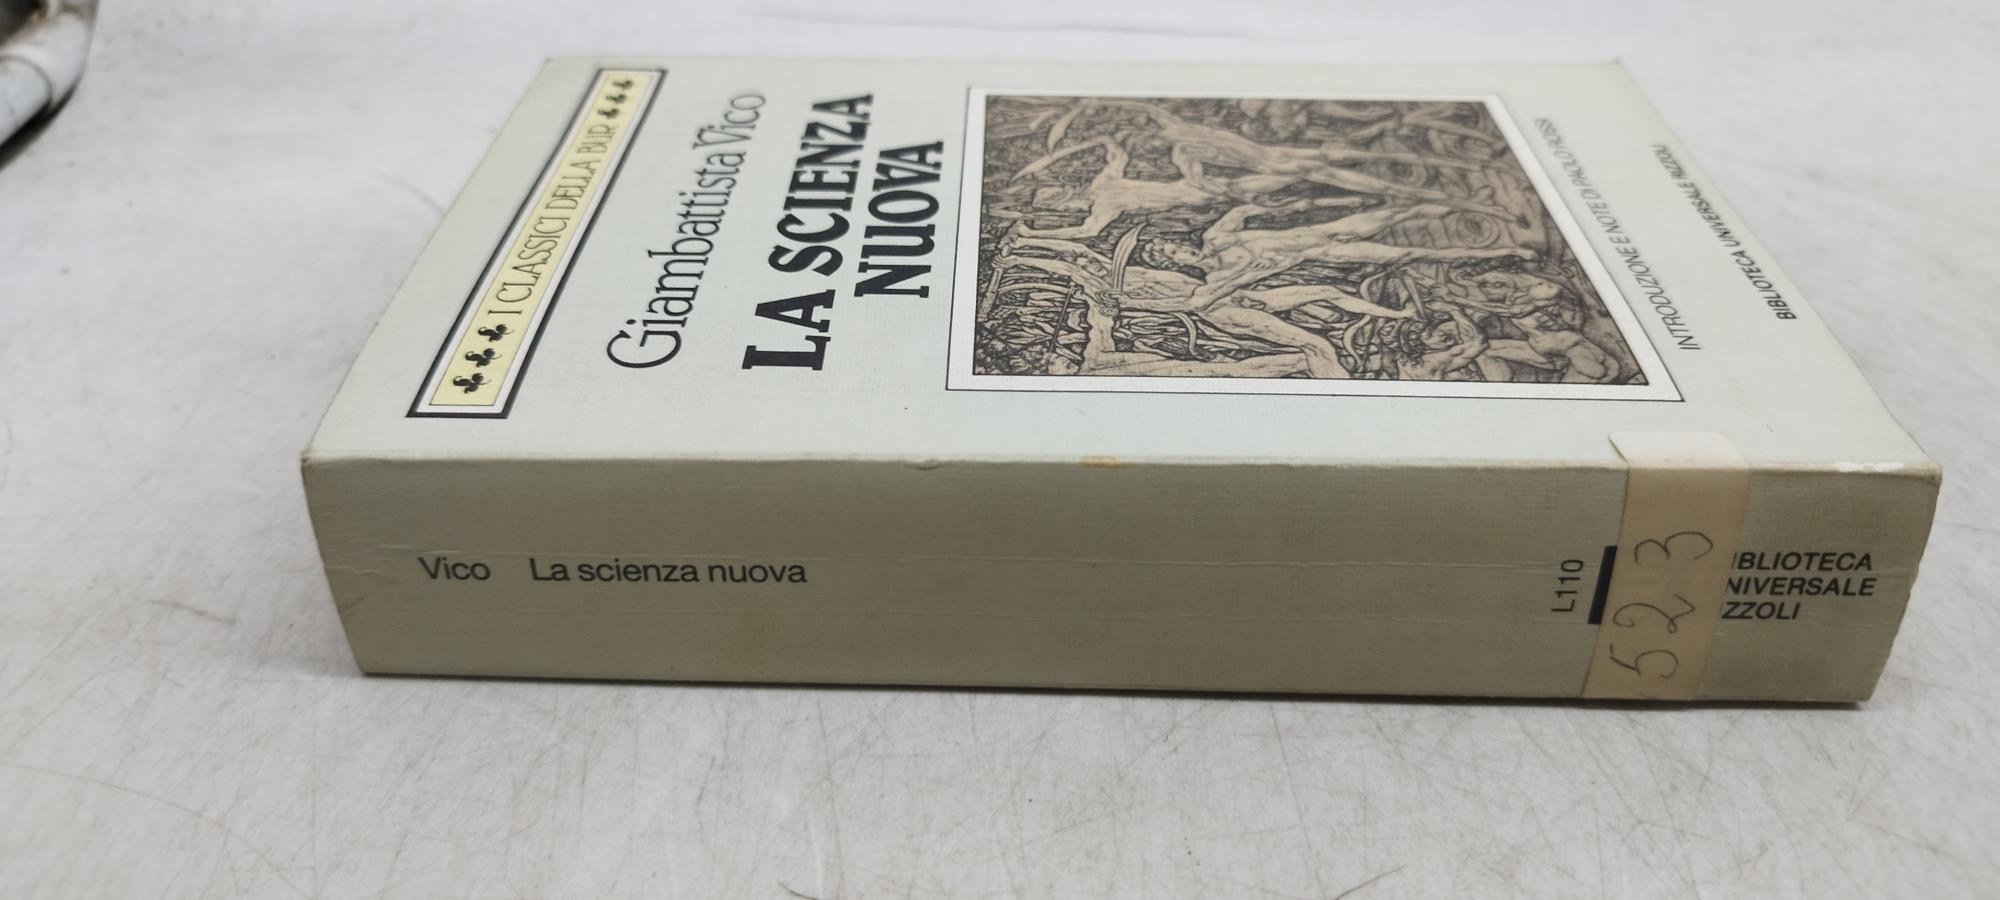 I CLASSICI DELLA BUR
Giambattista Vico
LA SCIENZA
NUOVA
INTRODUZIONE E NOTE DI PAOLO ROSSI
BIBLIOTECA UNIVERSALE RIZZOLI
Vico La scienza nuova
L110
523
IBLIOTECA
NIVERSALE
ZZOLI